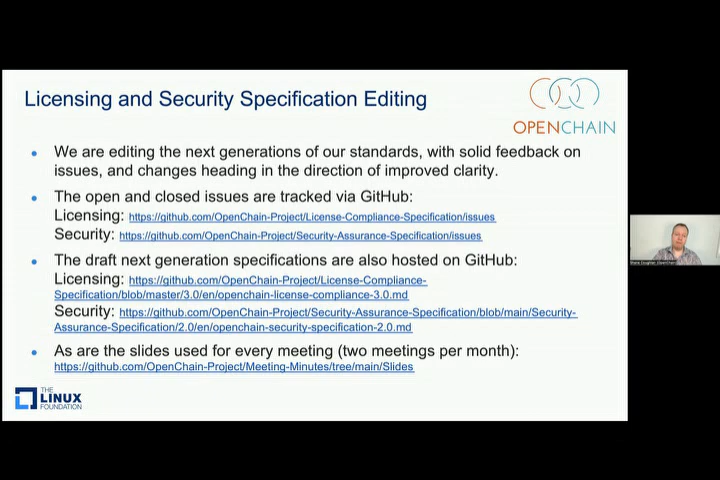 Licensing and Security Specification Editing
OPENCHAIN
• We are editing the next generations of our standards, with solid feedback on
issues, and changes heading in the direction of improved clarity.
• The open and closed issues are tracked via GitHub:
Licensing: https://github.com/OpenChain-Project/License-Compliance-Specification/issues
Security: https://github.com/OpenChain-Project/Security-Assurance-Specification/issues
• The draft next generation specifications are also hosted on GitHub:
Licensing: https://github.com/OpenChain-Project/License-Compliance-
Specification/blob/master/3.0/en/openchain-license-compliance-3.0.md
Security: https://github.com/OpenChain-Project/Security-Assurance-Specification/blob/main/Security-
Assurance-Specification/2.0/en/openchain-security-specification-2.0.md
• As are the slides used for every meeting (two meetings per month):
https://github.com/OpenChain-Project/Meeting-Minutes/tree/main/Slides
THE
LINUX
FOUNDATION